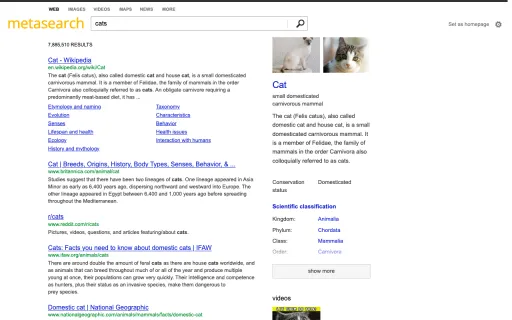 WEB IMAGES VIDEOS MAPS NEWS MORE
metasearch
cats
Set as homepage
7,865,510 RESULTS
Cat - Wikipedia
en.wikipedia.org/wiki/Cat
The cat (Felis catus), also called domestic cat and house cat, is a small domesticated
carnivorous mammal. It is a member of Felidae, the family of mammals in the order
Carnivora also colloquially referred to as cats. An obligate carnivore requiring a
predominantly meat-based diet, it has ...
Etymology and naming
Taxonomy
Evolution
Characteristics
Senses
Behavior
Lifespan and health
Health issues
Ecology
Interaction with humans
History and mythology
Cat | Breeds, Origins, History, Body Types, Senses, Behavior, & ...
www.britannica.com/animal/cat
Studies suggest that there have been two lineages of cats. One lineage appeared in Asia
Minor as early as 6,400 years ago, dispersing northward and westward into Europe. The
other lineage appeared in Egypt between 6,400 and 1,000 years ago before spreading
throughout the Mediterranean.
r/cats
www.reddit.com/r/cats
Pictures, videos, questions, and articles featuring/about cats.
Cats: Facts you need to know about domestic cats | IFAW
www.ifaw.org/animals/cats
There are around double the amount of feral cats as there are house cats worldwide, and
as animals that can breed throughout much of or all of the year and produce multiple
young at once, their populations can grow very quickly. Their intelligence and competence
as hunters, plus their status as an invasive species, make them dangerous to
prey species.
Domestic cat | National Geographic
www.nationalgeographic.com/animals/mammals/facts/domestic-cat
Cat
small domesticated
carnivorous mammal
The cat (Felis catus), also called
domestic cat and house cat, is a small
domesticated carnivorous mammal. It
is a member of Felidae, the family of
mammals in the order Carnivora also
colloquially referred to as cats.
Conservation status
Domesticated
Scientific classification
Kingdom: Animalia
Phylum: Chordata
Class: Mammalia
Order: Carnivora
show more
videos